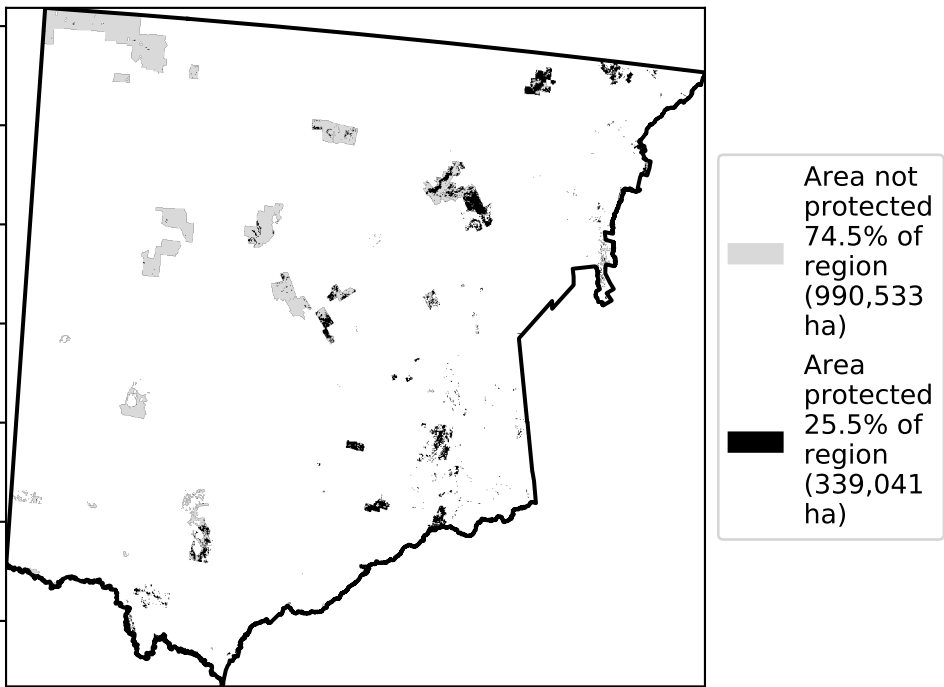 Area not
protected
74.5% of
region
(990,533
ha)
Area
protected
25.5% of
region
(339,041
ha)